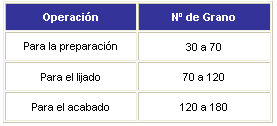 Operación Nº de Grano
Para la preparación 30 a 70
Para el lijado 70 a 120
Para el acabado 120 a 180